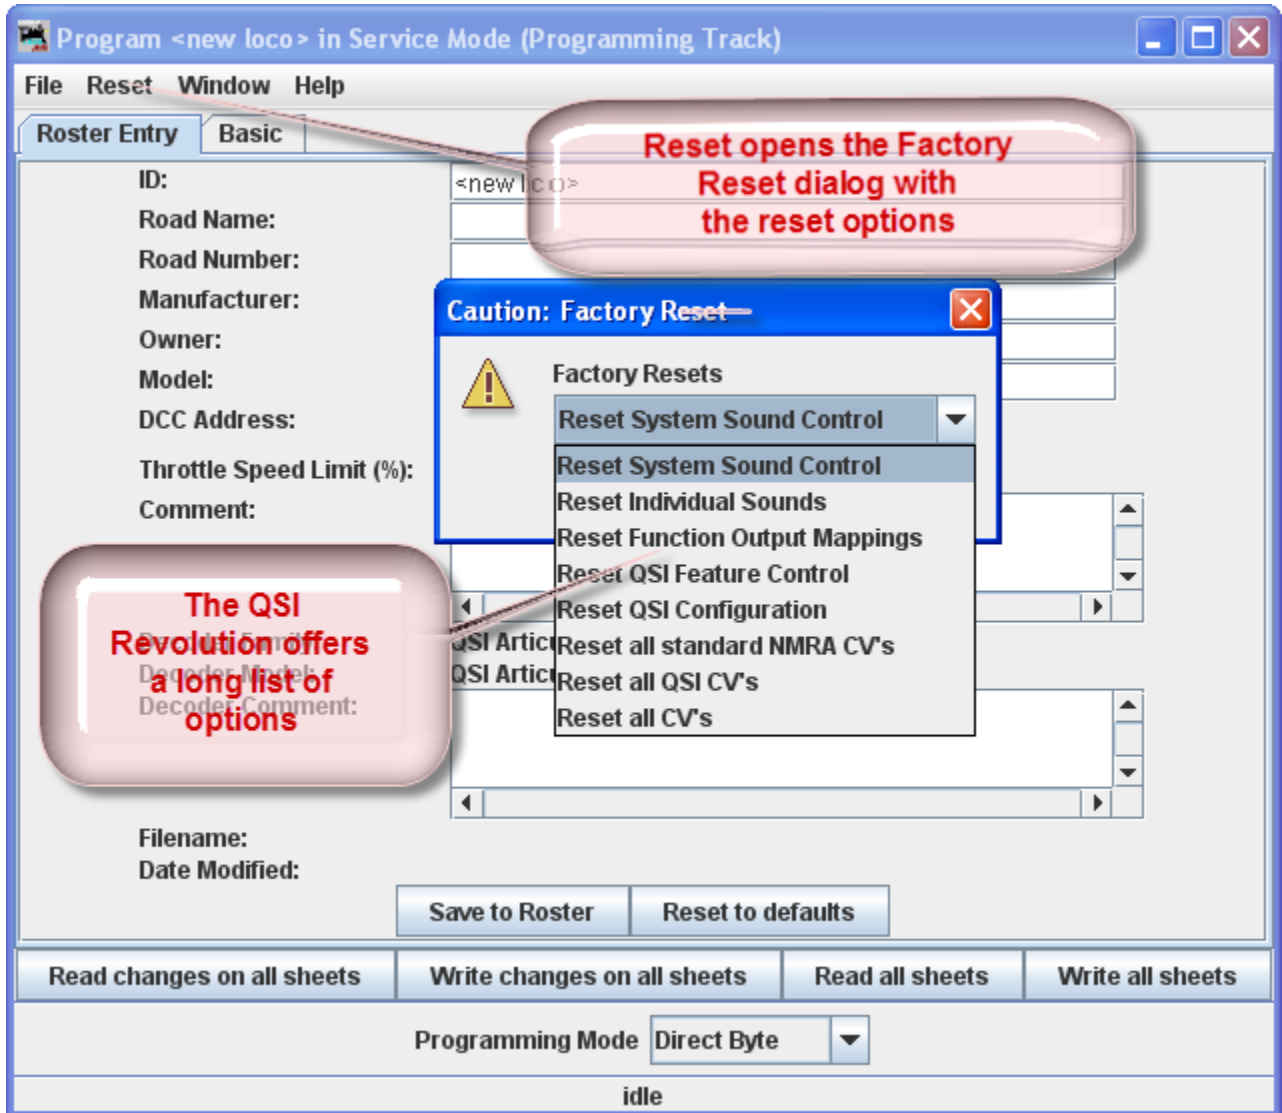 Program <new loco> in Service Mode (Programming Track)
File Reset Window Help
Roster Entry Basic
Reset opens the Factory
Reset dialog with
the reset options
ID:
<new loco>
Road Name:
Road Number:
Manufacturer:
Owner:
Model:
DCC Address:
Throttle Speed Limit (%):
Comment:
Caution: Factory Reset
Factory Resets
Reset System Sound Control
Reset System Sound Control
Reset Individual Sounds
Reset Function Output Mappings
Reset QSI Feature Control
Reset QSI Configuration
Reset all standard NMRA CV's
Reset all QSI CV's
Reset all CV's
The QSI
Revolution offers
a long list of
options
Decoder Family:
QSI
Decoder Model:
QSI
Decoder Comment:
Filename:
Date Modified:
Save to Roster Reset to defaults
Read changes on all sheets Write changes on all sheets Read all sheets Write all sheets
Programming Mode Direct Byte
idle